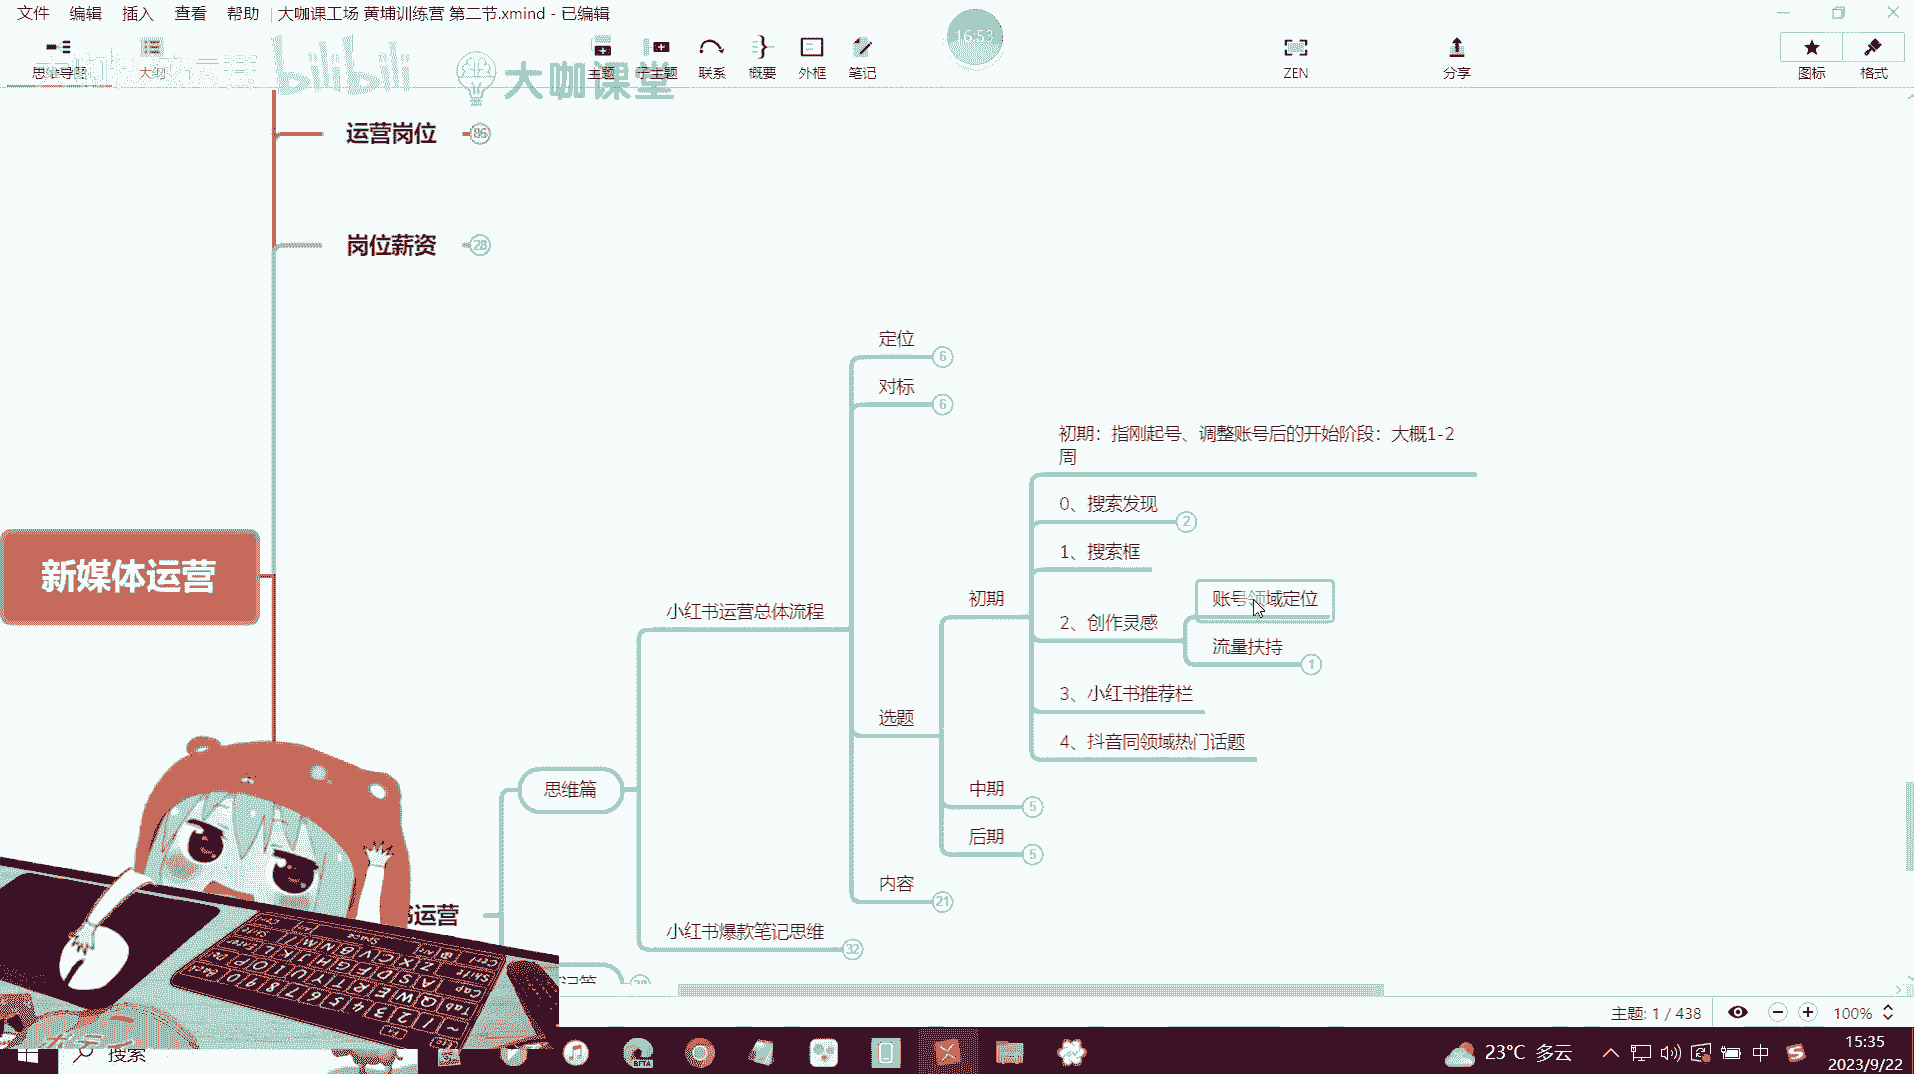 文件 编辑 插入 查看 帮助 大咖课工场 黄埔训练营 第二节.xmind - 已编辑
16:53
思维导图 大纲 主题 子主题 联系 概要 外框 笔记 ZEN 分享 图标 格式
bilibili
大咖课堂
运营岗位 86
岗位薪资 28
定位 6
对标 6
初期：指刚起号、调整账号后的开始阶段：大概1-2
周
0、搜索发现 2
1、搜索框
新媒体运营
初期
账号领域定位
小红书运营总体流程
2、创作灵感
流量扶持 1
3、小红书推荐栏
选题
4、抖音同领域热门话题
思维篇
中期 5
后期 5
内容 21
书运营
小红书爆款笔记思维 32
主题: 1 / 438 100%
搜索
BETA
23°C 多云
中
15:35
2023/9/22